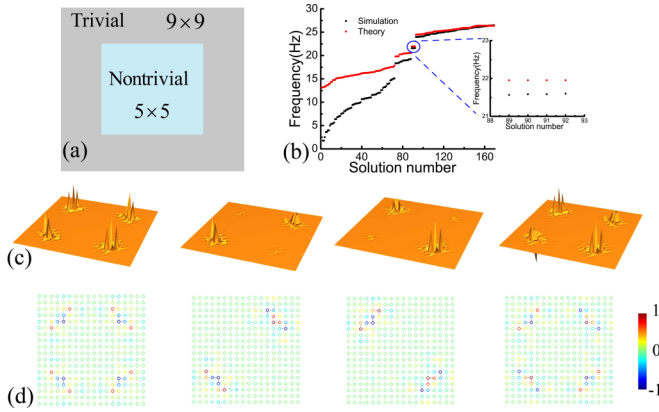 Trivial 9×9
Nontrivial
5×5
(a)
Frequency(Hz)
40
35
30
25
20
15
10
5
0
Simulation
Theory
0 40 80 120 160
Solution number
(b)
Frequency(Hz)
23
22
21
88 89 90 91 92 93
Solution number
(c)
(d)
1
-1